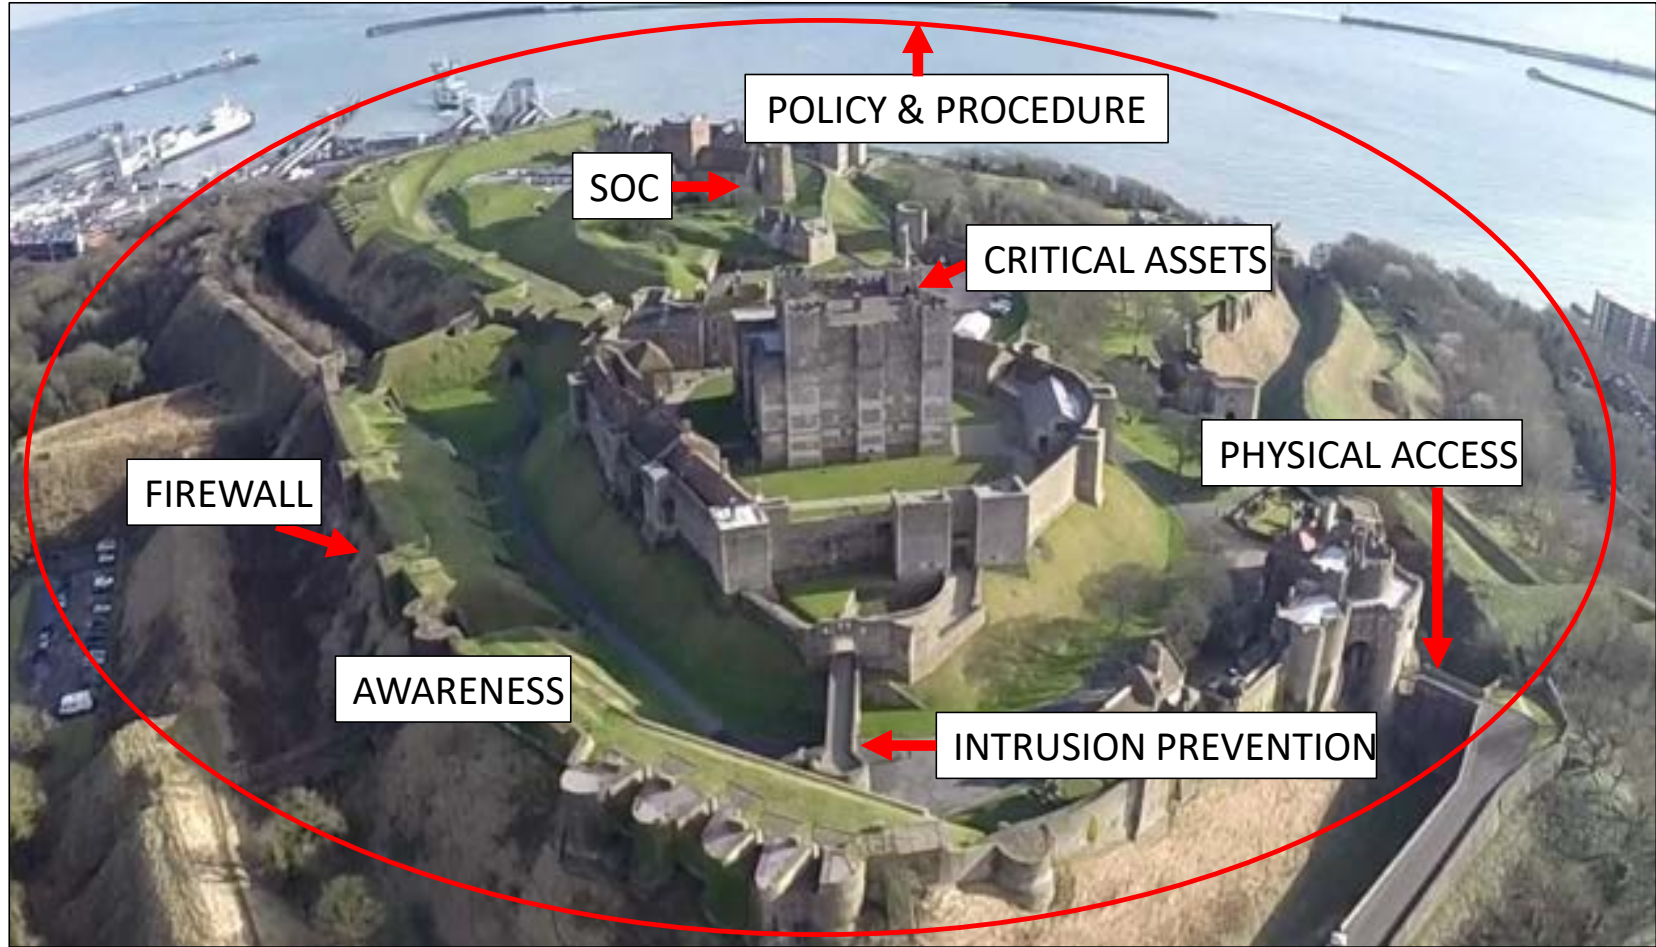 POLICY & PROCEDURE
SOC
CRITICAL ASSETS
PHYSICAL ACCESS
FIREWALL
AWARENESS
INTRUSION PREVENTION